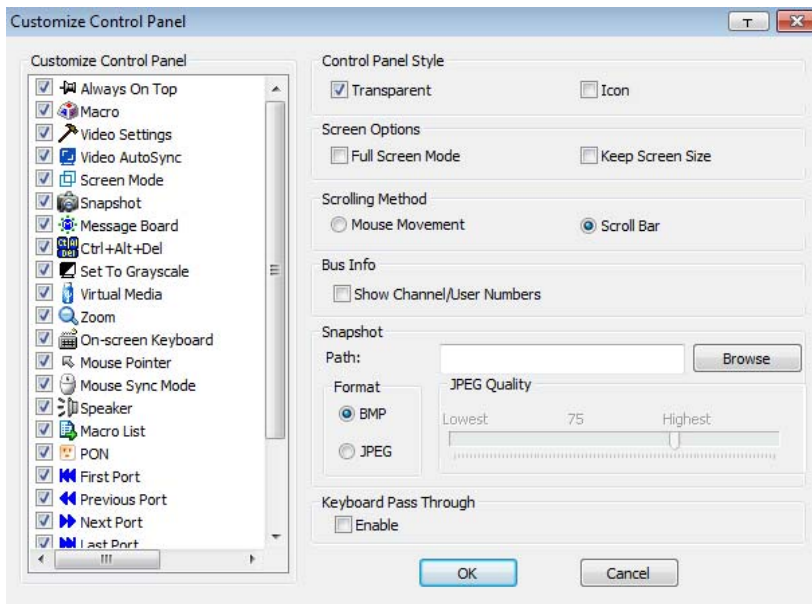 Customize Control Panel
T
Customize Control Panel
Always On Top
Macro
Video Settings
Video AutoSync
Screen Mode
Snapshot
Message Board
Ctrl+Alt+Del
Set To Grayscale
Virtual Media
Zoom
On-screen Keyboard
Mouse Pointer
Mouse Sync Mode
Speaker
Macro List
PON
First Port
Previous Port
Next Port
Last Port
Control Panel Style
Transparent Icon
Screen Options
Full Screen Mode Keep Screen Size
Scrolling Method
Mouse Movement Scroll Bar
Bus Info
Show Channel/User Numbers
Snapshot
Path: Browse
Format
BMP
JPEG
JPEG Quality
Lowest 75 Highest
Keyboard Pass Through
Enable
OK Cancel